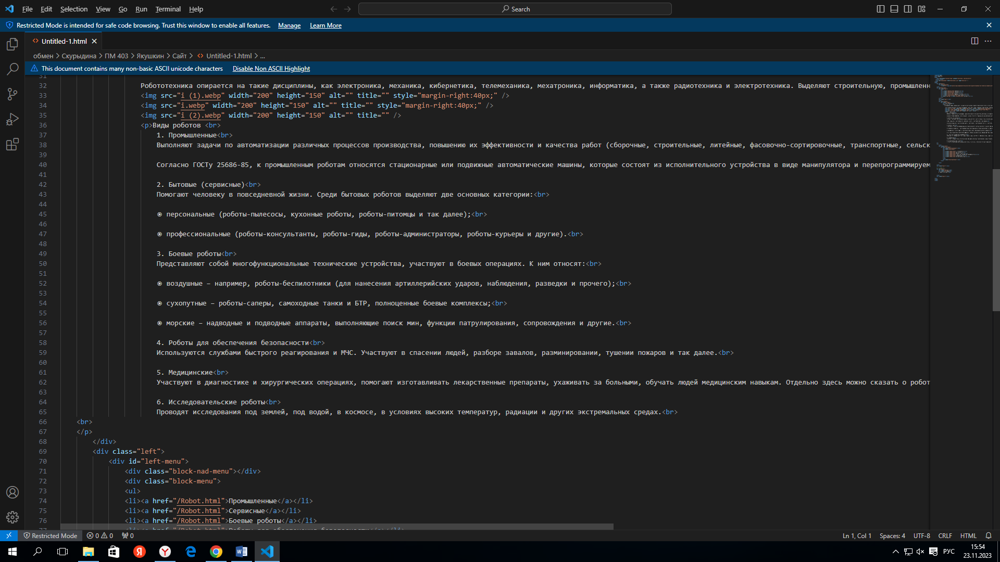 File Edit Selection View Go Run Terminal Help Search
Restricted Mode is intended for safe code browsing. Trust this window to enable all features. Manage Learn More
Untitled-1.html
обмен > Скурыдина > ПМ 403 > Якушкин > Сайт > <> Untitled-1.html > ...
This document contains many non-basic ASCII unicode characters Disable Non ASCII Highlight
31
32 Робототехника опирается на такие дисциплины, как электроника, механика, кибернетика, телемеханика, мехатроника, информатика, а также радиотехника и электротехника. Выделяют строительную, промышленн
33 <img src="i (1).webp" width="200" height="150" alt="" title="" style="margin-right:40px;" />
34 <img src="i.webp" width="200" height="150" alt="" title="" style="margin-right:40px;" />
35 <img src="i (2).webp" width="200" height="150" alt="" title="" />
36 <p>Виды роботов <br>
37 1. Промышленные<br>
38 Выполняют задачи по автоматизации различных процессов производства, повышению их эффективности и качества работ (сборочные, строительные, литейные, фасовочно-сортировочные, транспортные, сельск
39
40 Согласно ГОСТу 25686-85, к промышленным роботам относятся стационарные или подвижные автоматические машины, которые состоят из исполнительного устройства в виде манипулятора и перепрограммируем
41
42 2. Бытовые (сервисные)<br>
43 Помогают человеку в повседневной жизни. Среди бытовых роботов выделяют две основных категории:<br>
44
45 ⦿ персональные (роботы-пылесосы, кухонные роботы, роботы-питомцы и так далее);<br>
46
47 ⦿ профессиональные (роботы-консультанты, роботы-гиды, роботы-администраторы, роботы-курьеры и другие).<br>
48
49 3. Боевые роботы<br>
50 Представляют собой многофункциональные технические устройства, участвуют в боевых операциях. К ним относят:<br>
51
52 ⦿ воздушные – например, роботы-беспилотники (для нанесения артиллерийских ударов, наблюдения, разведки и прочего);<br>
53
54 ⦿ сухопутные – роботы-саперы, самоходные танки и БТР, полноценные боевые комплексы;<br>
55
56 ⦿ морские – надводные и подводные аппараты, выполняющие поиск мин, функции патрулирования, сопровождения и другие.<br>
57
58 4. Роботы для обеспечения безопасности<br>
59 Используются службами быстрого реагирования и МЧС. Участвуют в спасении людей, разборе завалов, разминировании, тушении пожаров и так далее.<br>
60
61 5. Медицинские<br>
62 Участвуют в диагностике и хирургических операциях, помогают изготавливать лекарственные препараты, ухаживать за больными, обучать людей медицинским навыкам. Отдельно здесь можно сказать о робот
63
64 6. Исследовательские роботы<br>
65 Проводят исследования под землей, под водой, в космосе, в условиях высоких температур, радиации и других экстремальных средах.<br>
66 <br>
67 </p>
68 </div>
69 <div class="left">
70 <div id="left-menu">
71 <div class="block-nad-menu"></div>
72 <div class="block-menu">
73 <ul>
74 <li><a href="/Robot.html">Промышленные</a></li>
75 <li><a href="/Robot.html">Сервисные</a></li>
76 <li><a href="/Robot.html">Боевые роботы</a></li>
Restricted Mode 0 0 0 Ln 1, Col 1 Spaces: 4 UTF-8 CRLF HTML
РУС 15:54
23.11.2023